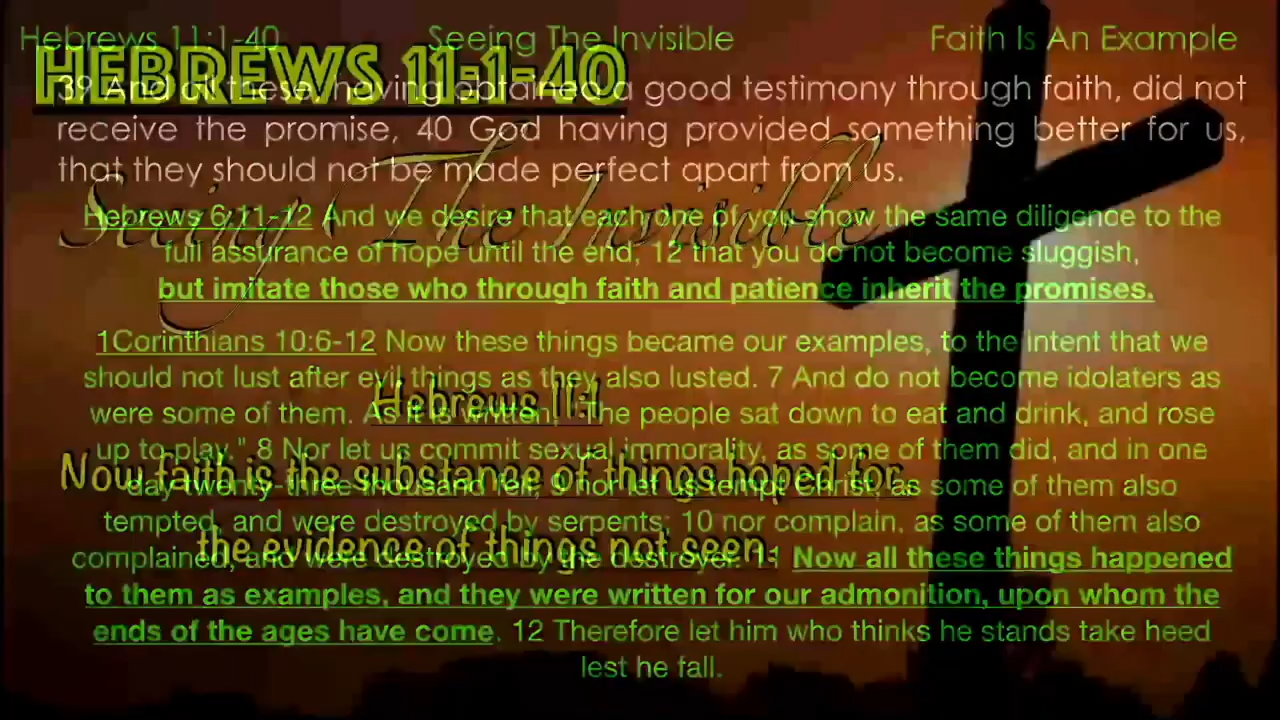 Hebrews 11:1-40 Seeing The Invisible Faith Is An Example
HEBREWS 11:1-40
39 And all these, having obtained a good testimony through faith, did not
receive the promise, 40 God having provided something better for us,
that they should not be made perfect apart from us.
Seeing The Invisible
Hebrews 6:11-12 And we desire that each one of you show the same diligence to the
full assurance of hope until the end, 12 that you do not become sluggish,
but imitate those who through faith and patience inherit the promises.
1Corinthians 10:6-12 Now these things became our examples, to the intent that we
should not lust after evil things as they also lusted. 7 And do not become idolaters as
Hebrews 11:1
were some of them. As it is written, "The people sat down to eat and drink, and rose
up to play." 8 Nor let us commit sexual immorality, as some of them did, and in one
Now faith is the substance of things hoped for,
day twenty-three thousand fell; 9 nor let us tempt Christ, as some of them also
tempted, and were destroyed by serpents; 10 nor complain, as some of them also
the evidence of things not seen.
complained, and were destroyed by the destroyer. 11 Now all these things happened
to them as examples, and they were written for our admonition, upon whom the
ends of the ages have come. 12 Therefore let him who thinks he stands take heed
lest he fall.